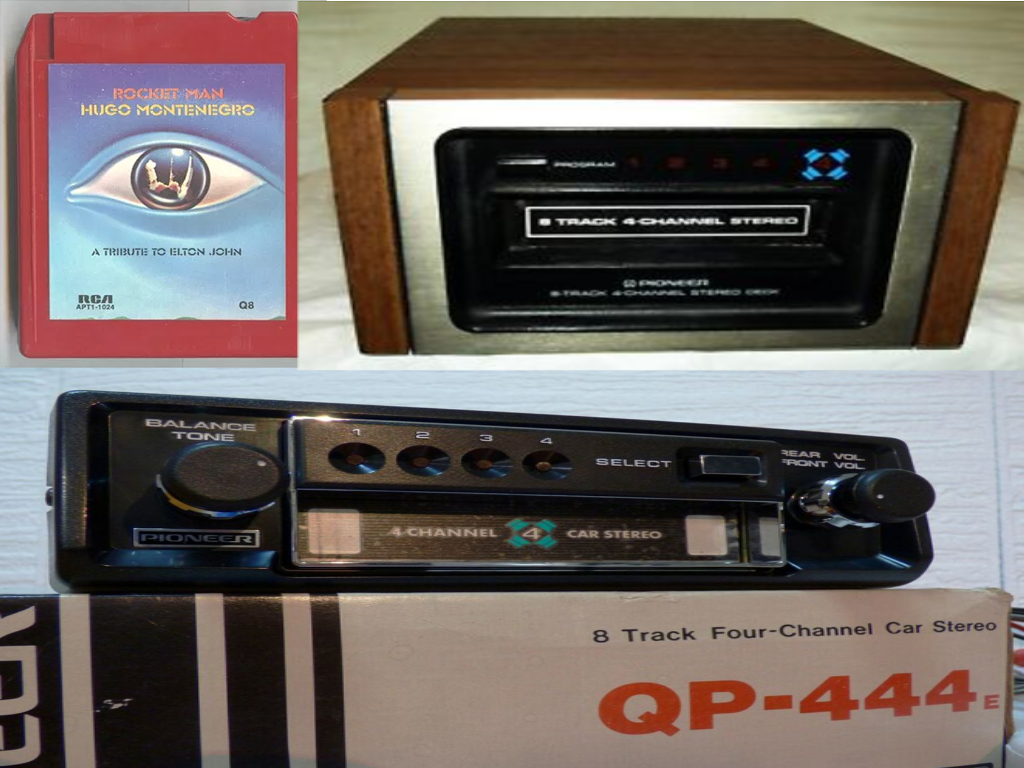 ROCKET MAN
HUGO MONTENEGRO
A TRIBUTE TO ELTON JOHN
RCA
APT1-1024
Q8
PROGRAM 1 2 3 4 4
8 TRACK 4-CHANNEL STEREO
PIONEER
8-TRACK 4-CHANNEL STEREO DECK
BALANCE
TONE
1 2 3 4
SELECT
REAR VOL.
FRONT VOL.
PIONEER
4-CHANNEL 4 CAR STEREO
8 Track Four-Channel Car Stereo
QP-444 E